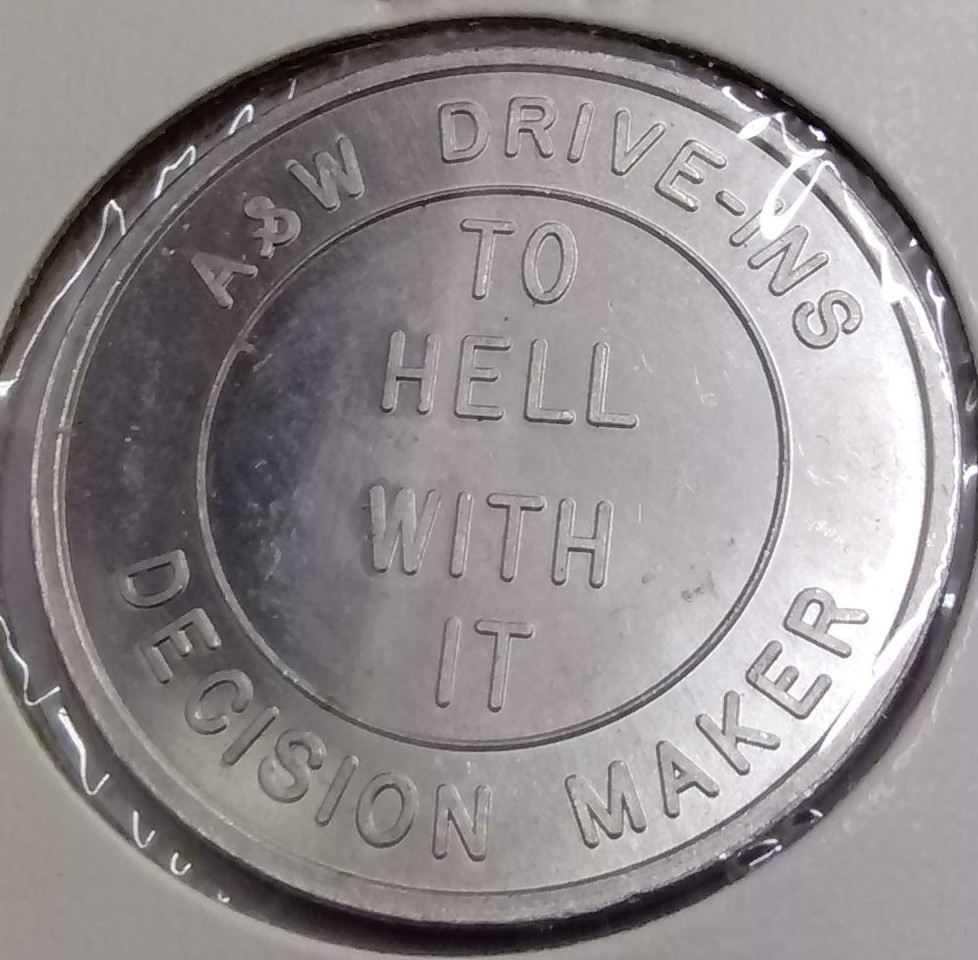 A&W DRIVE-INS
TO
HELL
WITH
IT
DECISION MAKER